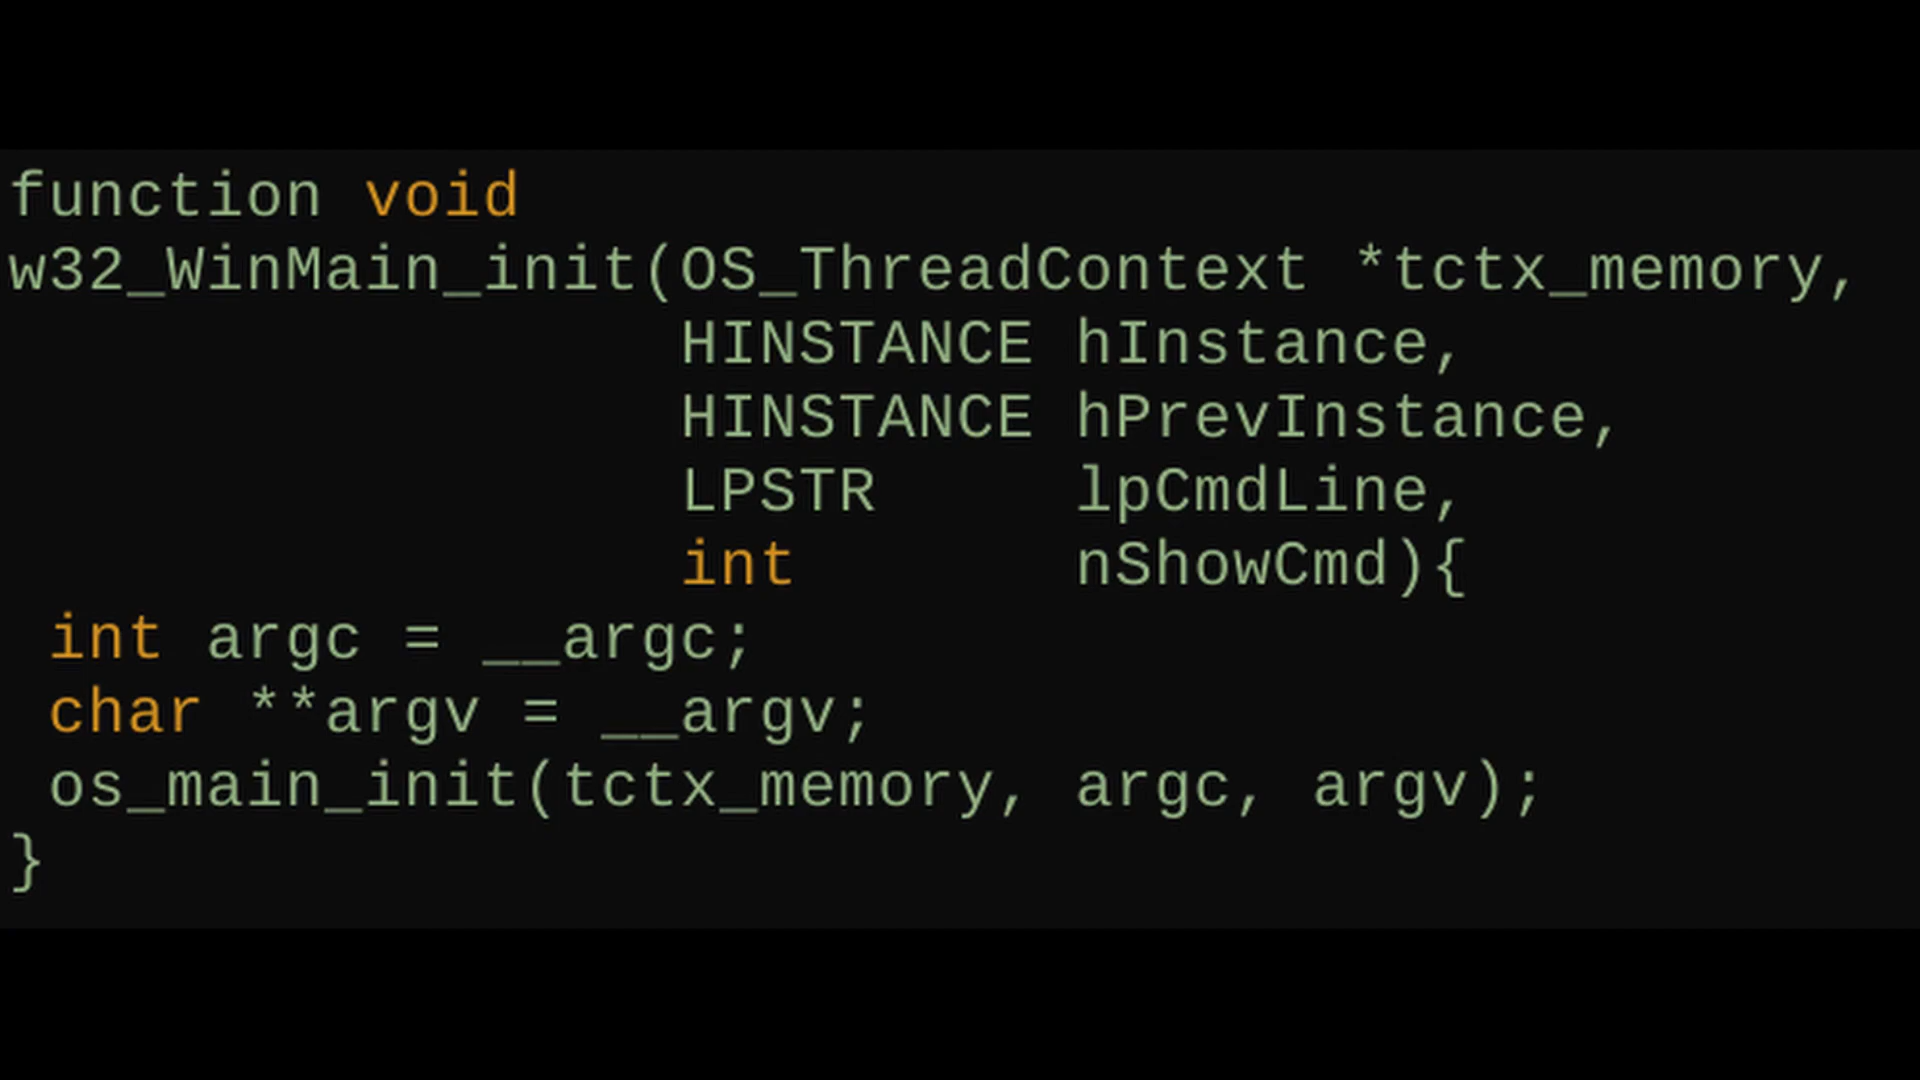 function void
w32_WinMain_init(OS_ThreadContext *tctx_memory,
                 HINSTANCE hInstance,
                 HINSTANCE hPrevInstance,
                 LPSTR     lpCmdLine,
                 int       nShowCmd){
 int argc = __argc;
 char **argv = __argv;
 os_main_init(tctx_memory, argc, argv);
}